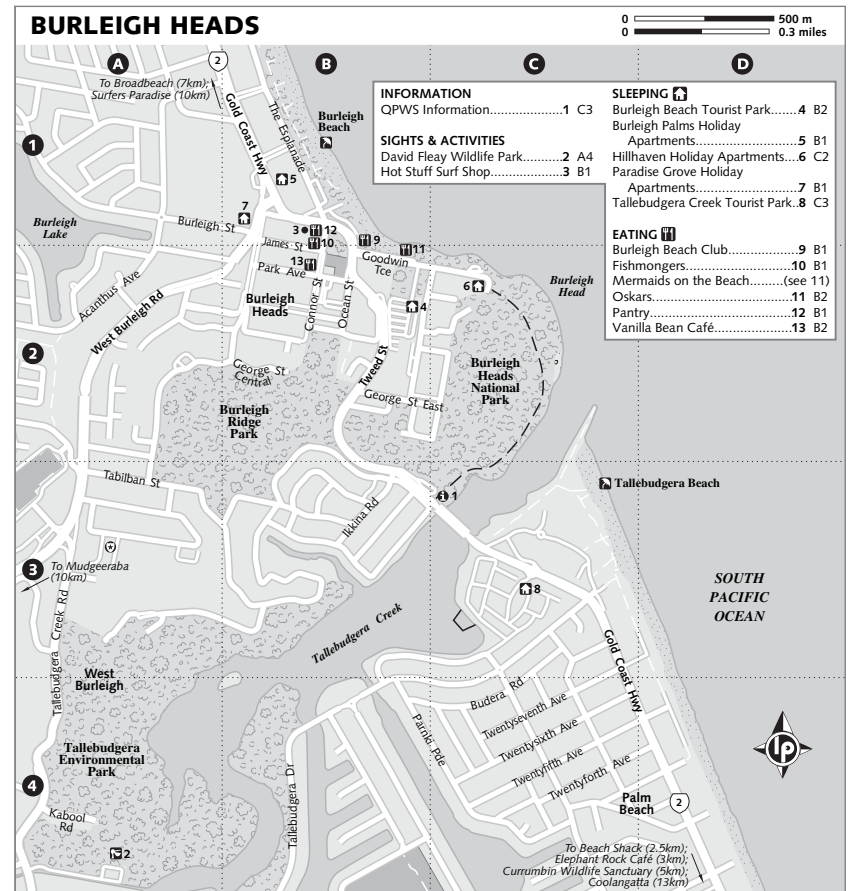 BURLEIGH HEADS
0 500 m
0 0.3 miles
A
B
C
D
1
2
3
4
2
To Broadbeach (7km);
Surfers Paradise (10km)
Gold Coast Hwy
The Esplanade
Burleigh
Beach
INFORMATION
QPWS Information......................1 C3
SIGHTS & ACTIVITIES
David Fleay Wildlife Park............2 A4
Hot Stuff Surf Shop....................3 B1
SLEEPING
Burleigh Beach Tourist Park.......4 B2
Burleigh Palms Holiday
Apartments..............................5 B1
Hillhaven Holiday Apartments....6 C2
Paradise Grove Holiday
Apartments..............................7 B1
Tallebudgera Creek Tourist Park..8 C3
EATING
Burleigh Beach Club...................9 B1
Fishmongers.............................10 B1
Mermaids on the Beach.........(see 11)
Oskars......................................11 B2
Pantry......................................12 B1
Vanilla Bean Café.....................13 B2
5
7
Burleigh
Lake
Burleigh St
3
12
James St
10
9
11
13
Park Ave
Goodwin
Tce
Acanthus Ave
West Burleigh Rd
Burleigh
Heads
Connor St
Ocean St
6
4
Burleigh
Head
Tweed St
George St
Central
Burleigh
Heads
National
Park
George St East
Burleigh
Ridge
Park
Tabilban St
Ikkina Rd
1
Tallebudgera Beach
To Mudgeeraba
(10km)
Tallebudgera Creek Rd
8
SOUTH
PACIFIC
OCEAN
Tallebudgera Creek
Gold Coast Hwy
West
Burleigh
Budera Rd
Twentyseventh Ave
Twentysixth Ave
Twentyfifth Ave
Twentyforth Ave
Parnki Pde
Tallebudgera
Environmental
Park
Tallebudgera Dr
lp
Palm
Beach
2
Kabool
Rd
2
To Beach Shack (2.5km);
Elephant Rock Café (3km);
Currumbin Wildlife Sanctuary (5km);
Coolangatta (13km)